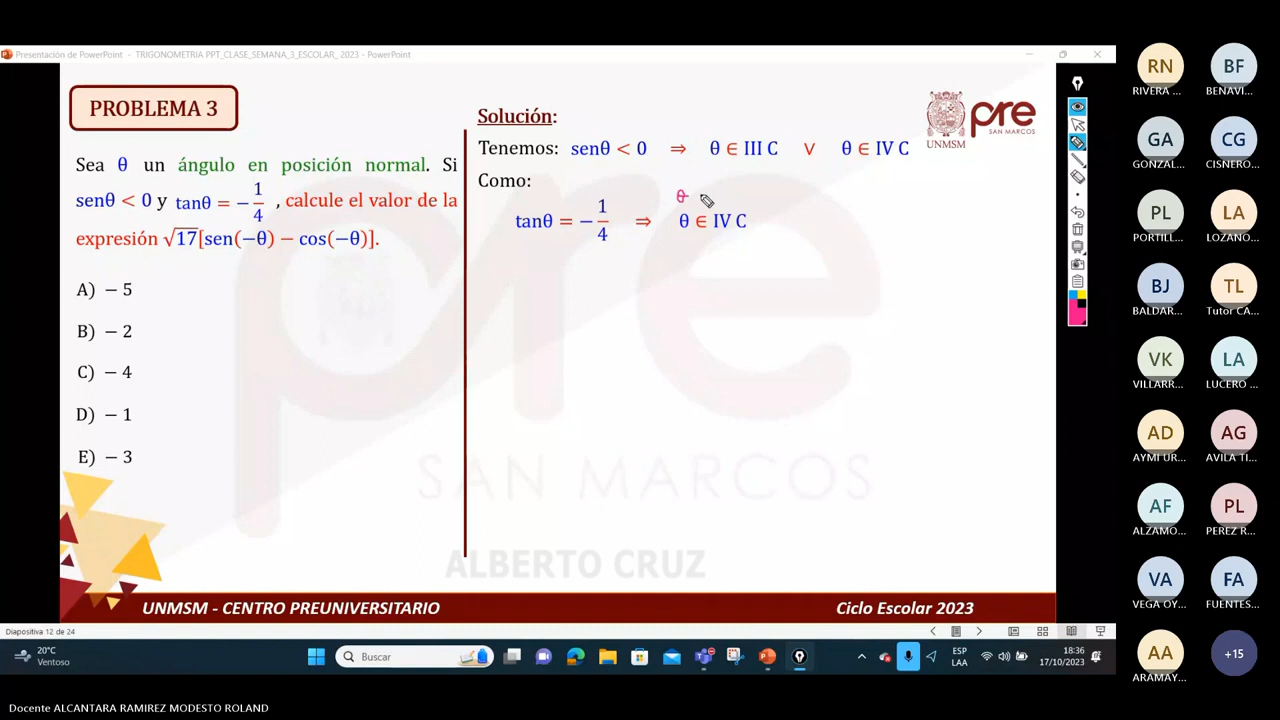 Presentación de PowerPoint - TRIGONOMETRIA PPT_CLASE_SEMANA_3_ESCOLAR_ 2023 - PowerPoint
PROBLEMA 3
Sea θ un ángulo en posición normal. Si
senθ < 0 y tanθ = − 1/4 , calcule el valor de la
expresión √17[sen(−θ) − cos(−θ)].
A) − 5
B) − 2
C) − 4
D) − 1
E) − 3
Solución:
Tenemos: senθ < 0 ⇒ θ ∈ III C ∨ θ ∈ IV C
Como:
θ
tanθ = − 1/4 ⇒ θ ∈ IV C
UNMSM
pre
SAN MARCOS
pre
SAN MARCOS
ALBERTO CRUZ
UNMSM - CENTRO PREUNIVERSITARIO
Ciclo Escolar 2023
Diapositiva 12 de 24
20°C
Ventoso
Buscar
ESP
LAA
18:36
17/10/2023
RN
RIVERA ...
BF
BENAVI...
GA
GONZAL...
CG
CISNERO...
PL
PORTILL...
LA
LOZANO...
BJ
BALDAR...
TL
Tutor CA...
VK
VILLARR...
LA
LUCERO ...
AD
AYMI UR...
AG
AVILA TI...
AF
ALZAMO...
PL
PEREZ R...
VA
VEGA OY...
FA
FUENTES...
AA
ARAMAY...
+15
Docente ALCANTARA RAMIREZ MODESTO ROLAND